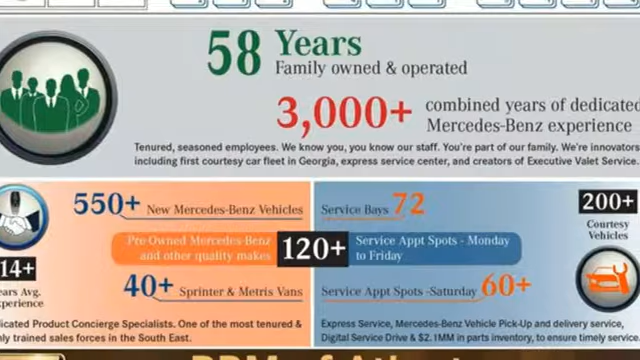 58 Years
Family owned & operated
3,000+ combined years of dedicated
Mercedes-Benz experience
Tenured, seasoned employees. We know you, you know our staff. You're part of our family. We're innovators
including first courtesy car fleet in Georgia, express service center, and creators of Executive Valet Service.
550+ New Mercedes-Benz Vehicles
Service Bays 72
200+
Courtesy
Vehicles
Pre Owned Mercedes-Benz
and other quality makes
120+
Service Appt Spots - Monday
to Friday
14+
Avg.
40+ Sprinter & Metris Vans
Service Appt Spots -Saturday 60+
Product Concierge Specialists. One of the most tenured &
trained sales forces in the South East.
Express Service, Mercedes-Benz Vehicle Pick-Up and delivery service,
Digital Service Drive & $2.1MM in parts inventory, to ensure timely service.